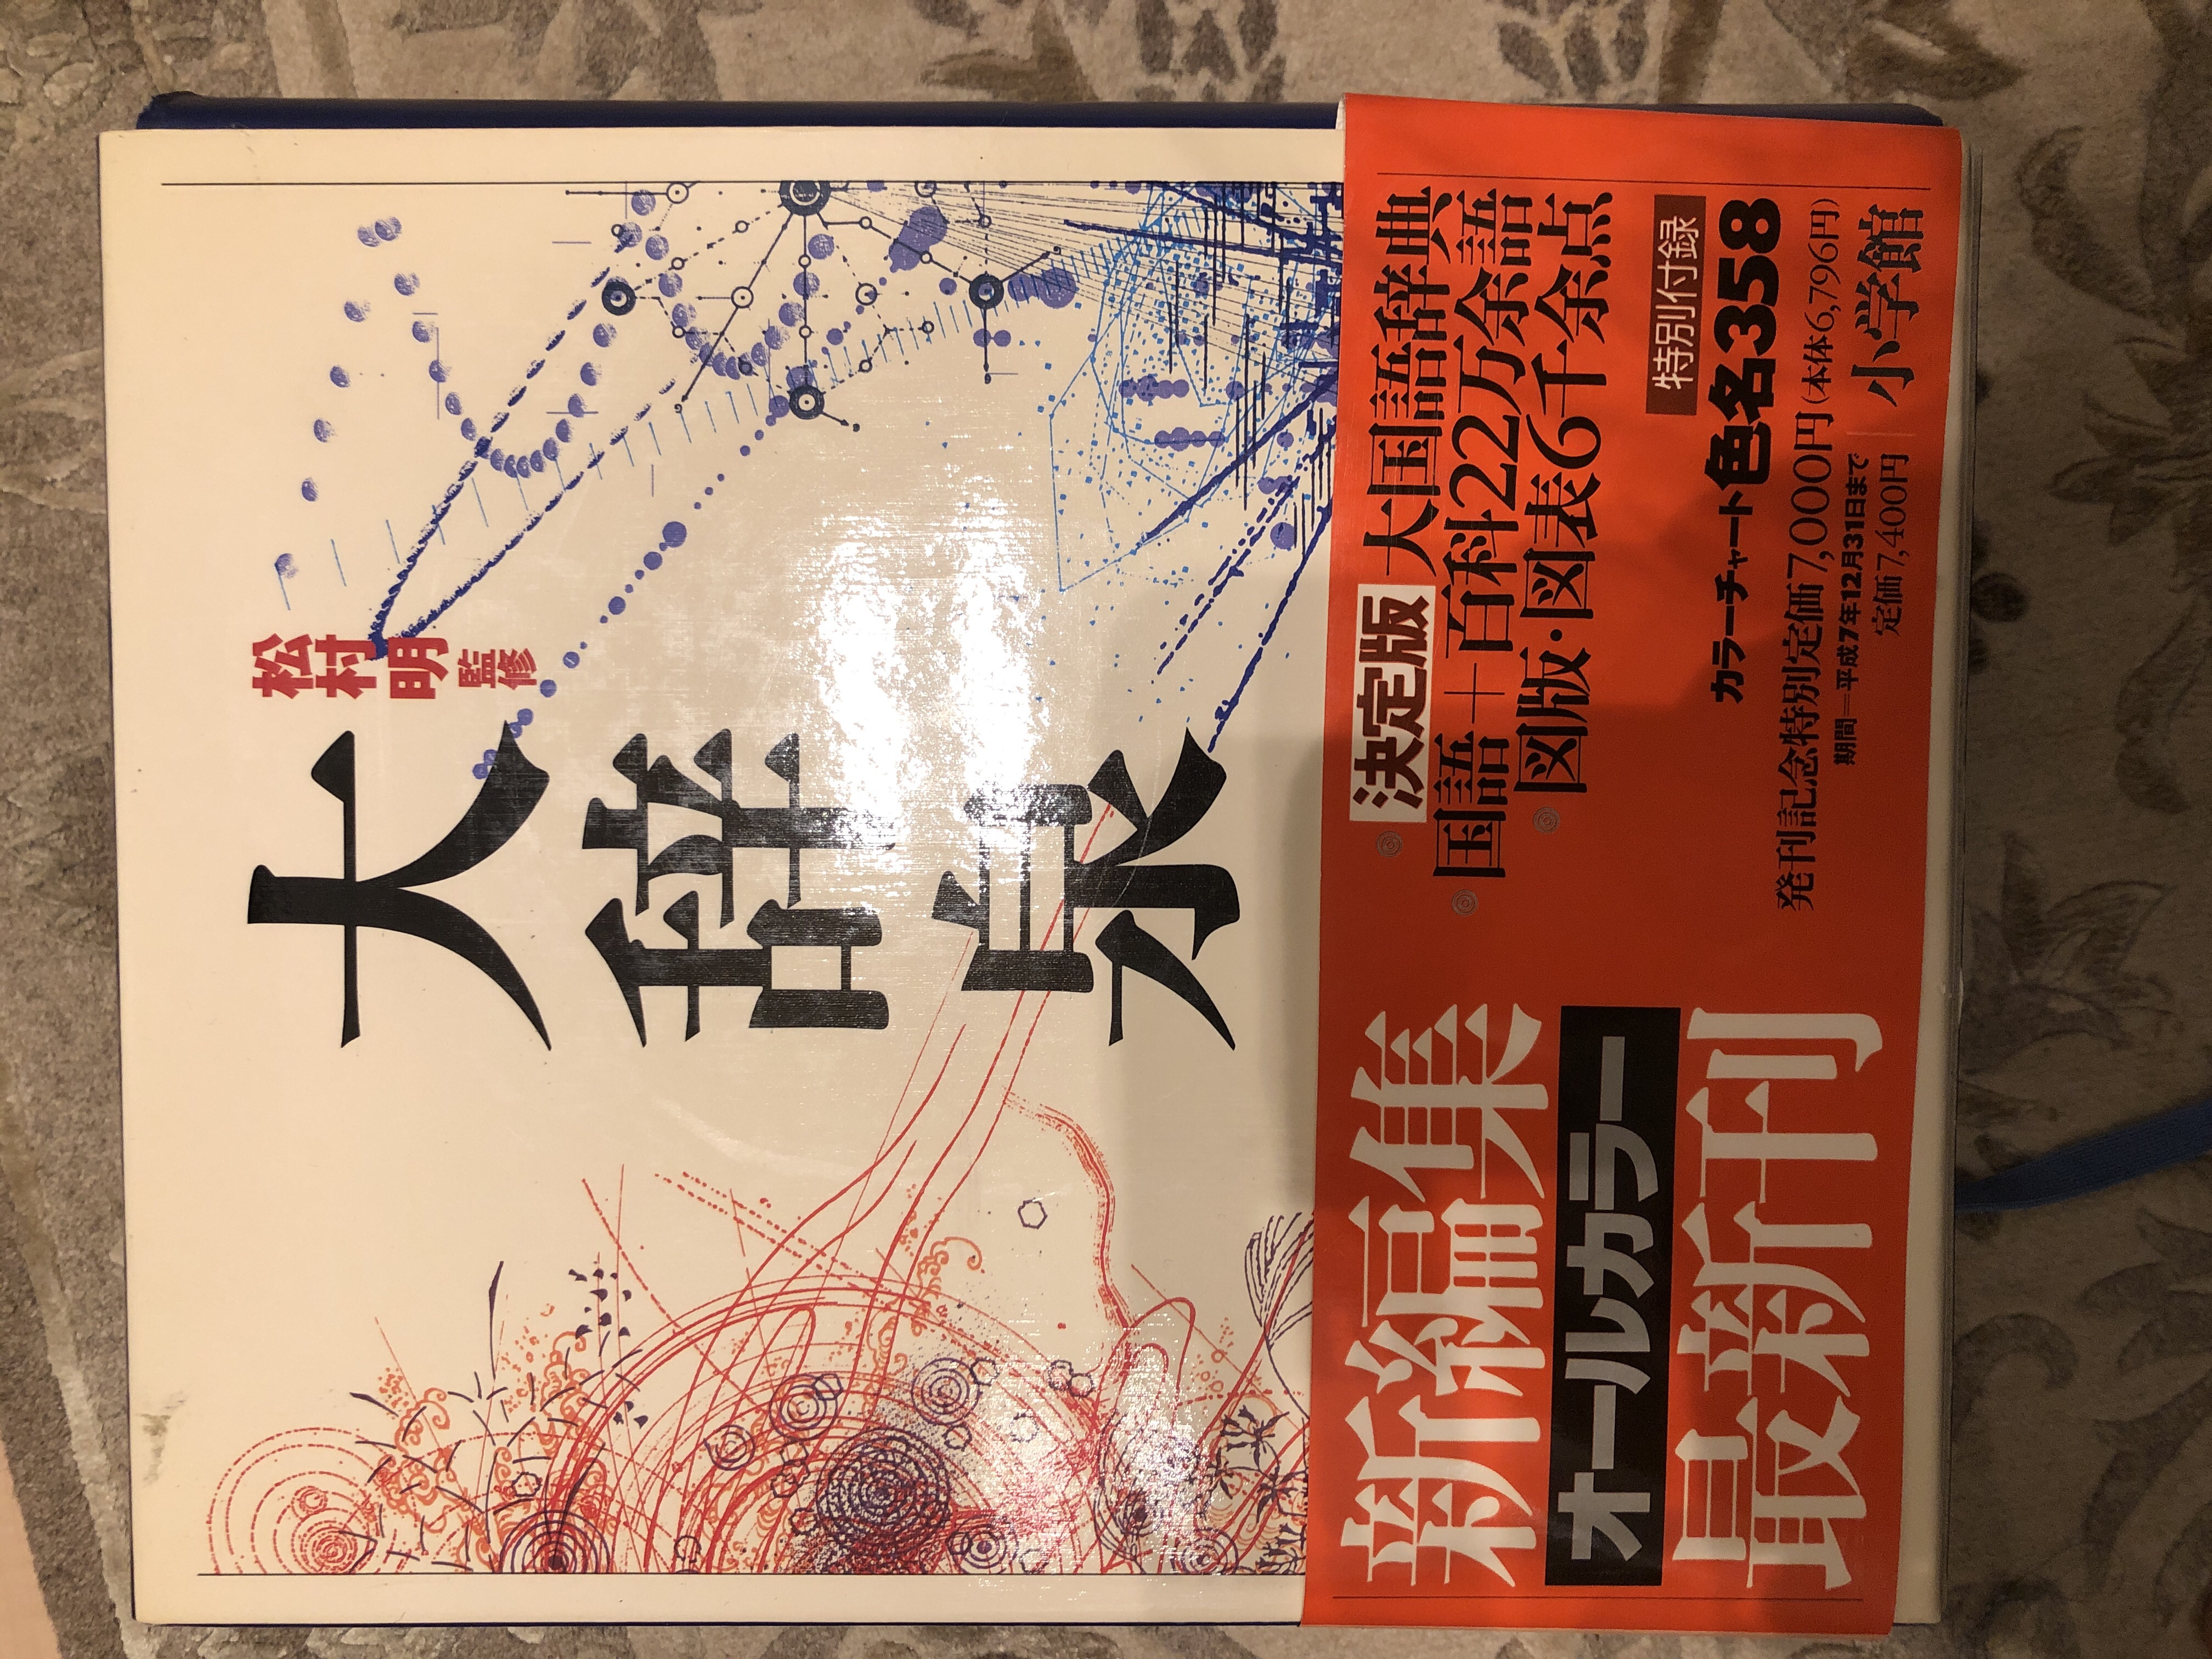 大辞泉
松村明
監修
新編集
オールカラー
最新刊
決定版 大国語辞典
国語＋百科22万余語
図版・図表6千余点
特別付録
カラーチャート色名358
発刊記念特別定価7,000円(本体6,796円)
期間＝平成7年12月31日まで
定価7,400円
小学館